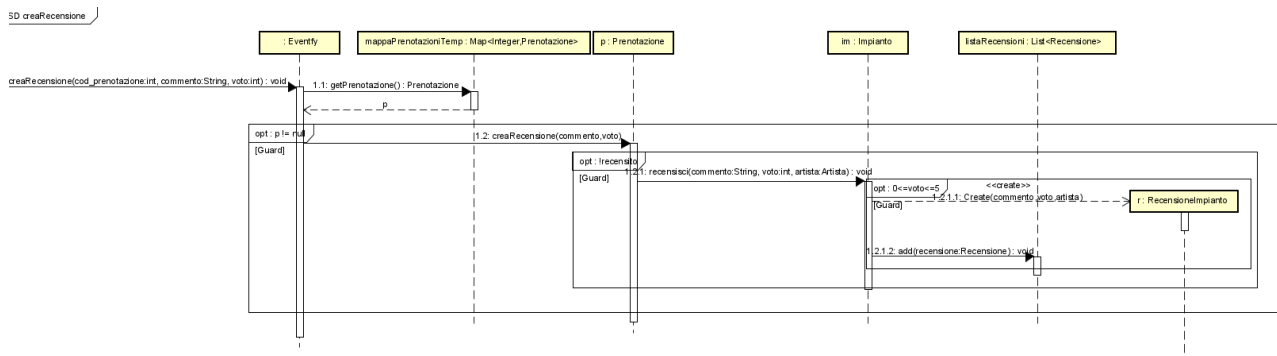 SD creaRecensione
: Eventfy
mappaPrenotazioniTemp : Map<Integer,Prenotazione>
p : Prenotazione
im : Impianto
listaRecensioni : List<Recensione>
creaRecensione(cod_prenotazione:int, commento:String, voto:int) : void
1.1: getPrenotazione() : Prenotazione
p
opt : p != null
[Guard]
1.2: creaRecensione(commento,voto)
opt : !recensito
[Guard]
1.2.1: recensisci(commento:String, voto:int, artista:Artista) : void
opt : 0<=voto<=5
[Guard]
<<create>>
1.2.1.1: Create(commento,voto,artista)
r : RecensioneImpianto
1.2.1.2: add(recensione:Recensione) : void